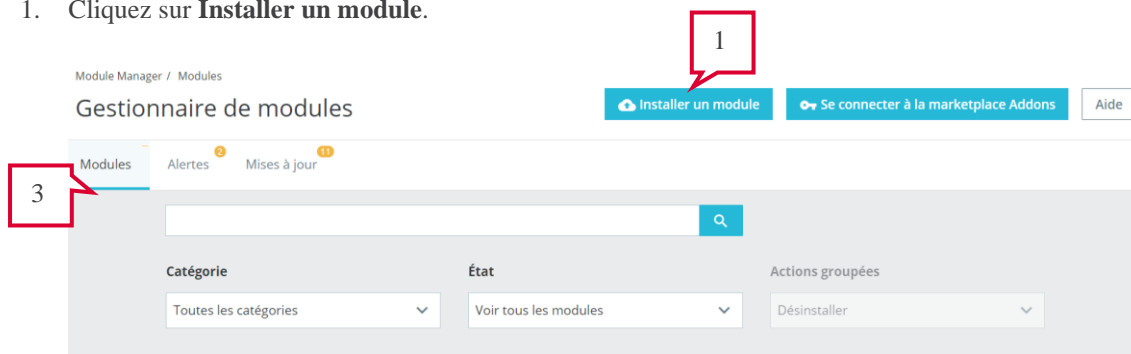 1. Cliquez sur Installer un module.
1
Module Manager / Modules
Gestionnaire de modules
Installer un module
Se connecter à la marketplace Addons
Aide
Modules
Alertes 2
Mises à jour 11
3
Catégorie
État
Actions groupées
Toutes les catégories
Voir tous les modules
Désinstaller